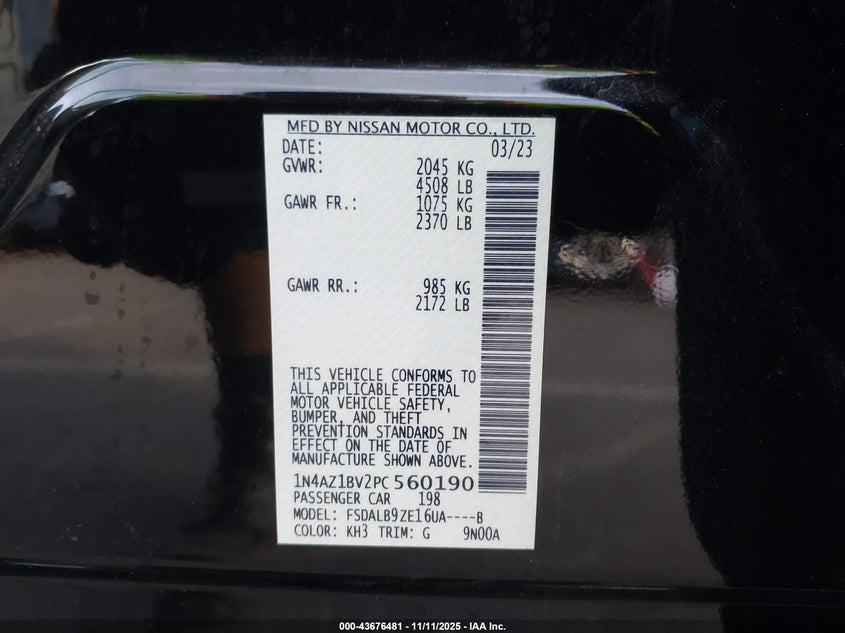 MFD BY NISSAN MOTOR CO., LTD.
DATE: 03/23
GVWR: 2045 KG
4508 LB
GAWR FR.: 1075 KG
2370 LB
GAWR RR.: 985 KG
2172 LB
THIS VEHICLE CONFORMS TO
ALL APPLICABLE FEDERAL
MOTOR VEHICLE SAFETY,
BUMPER, AND THEFT
PREVENTION STANDARDS IN
EFFECT ON THE DATE OF
MANUFACTURE SHOWN ABOVE.
1N4AZ1BV2PC560190
PASSENGER CAR 198
MODEL: FSDALB9ZE16UA----B
COLOR: KH3 TRIM: G 9N00A
000-43676481 - 11/11/2025 - IAA Inc.